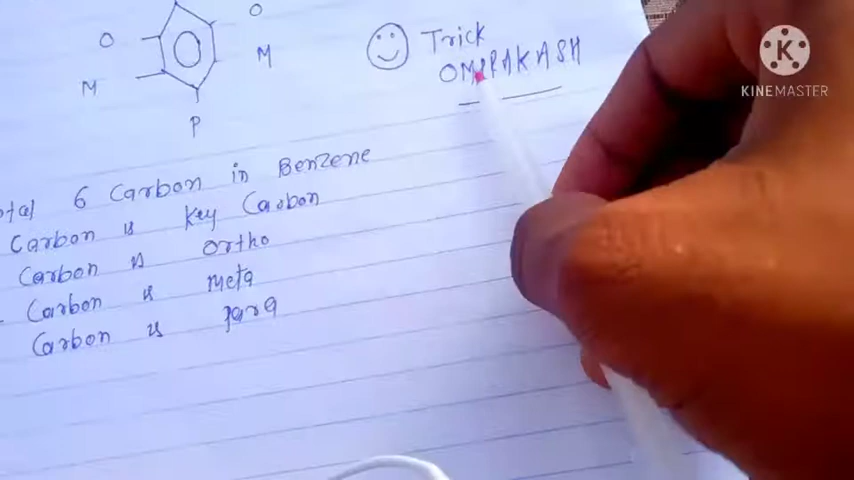 O
O
M
M
P
Trick
OMPRAKASH
6 Carbon in Benzene
Carbon is Key Carbon
Carbon is ortho
Carbon is meta
Carbon is para
KINEMASTER